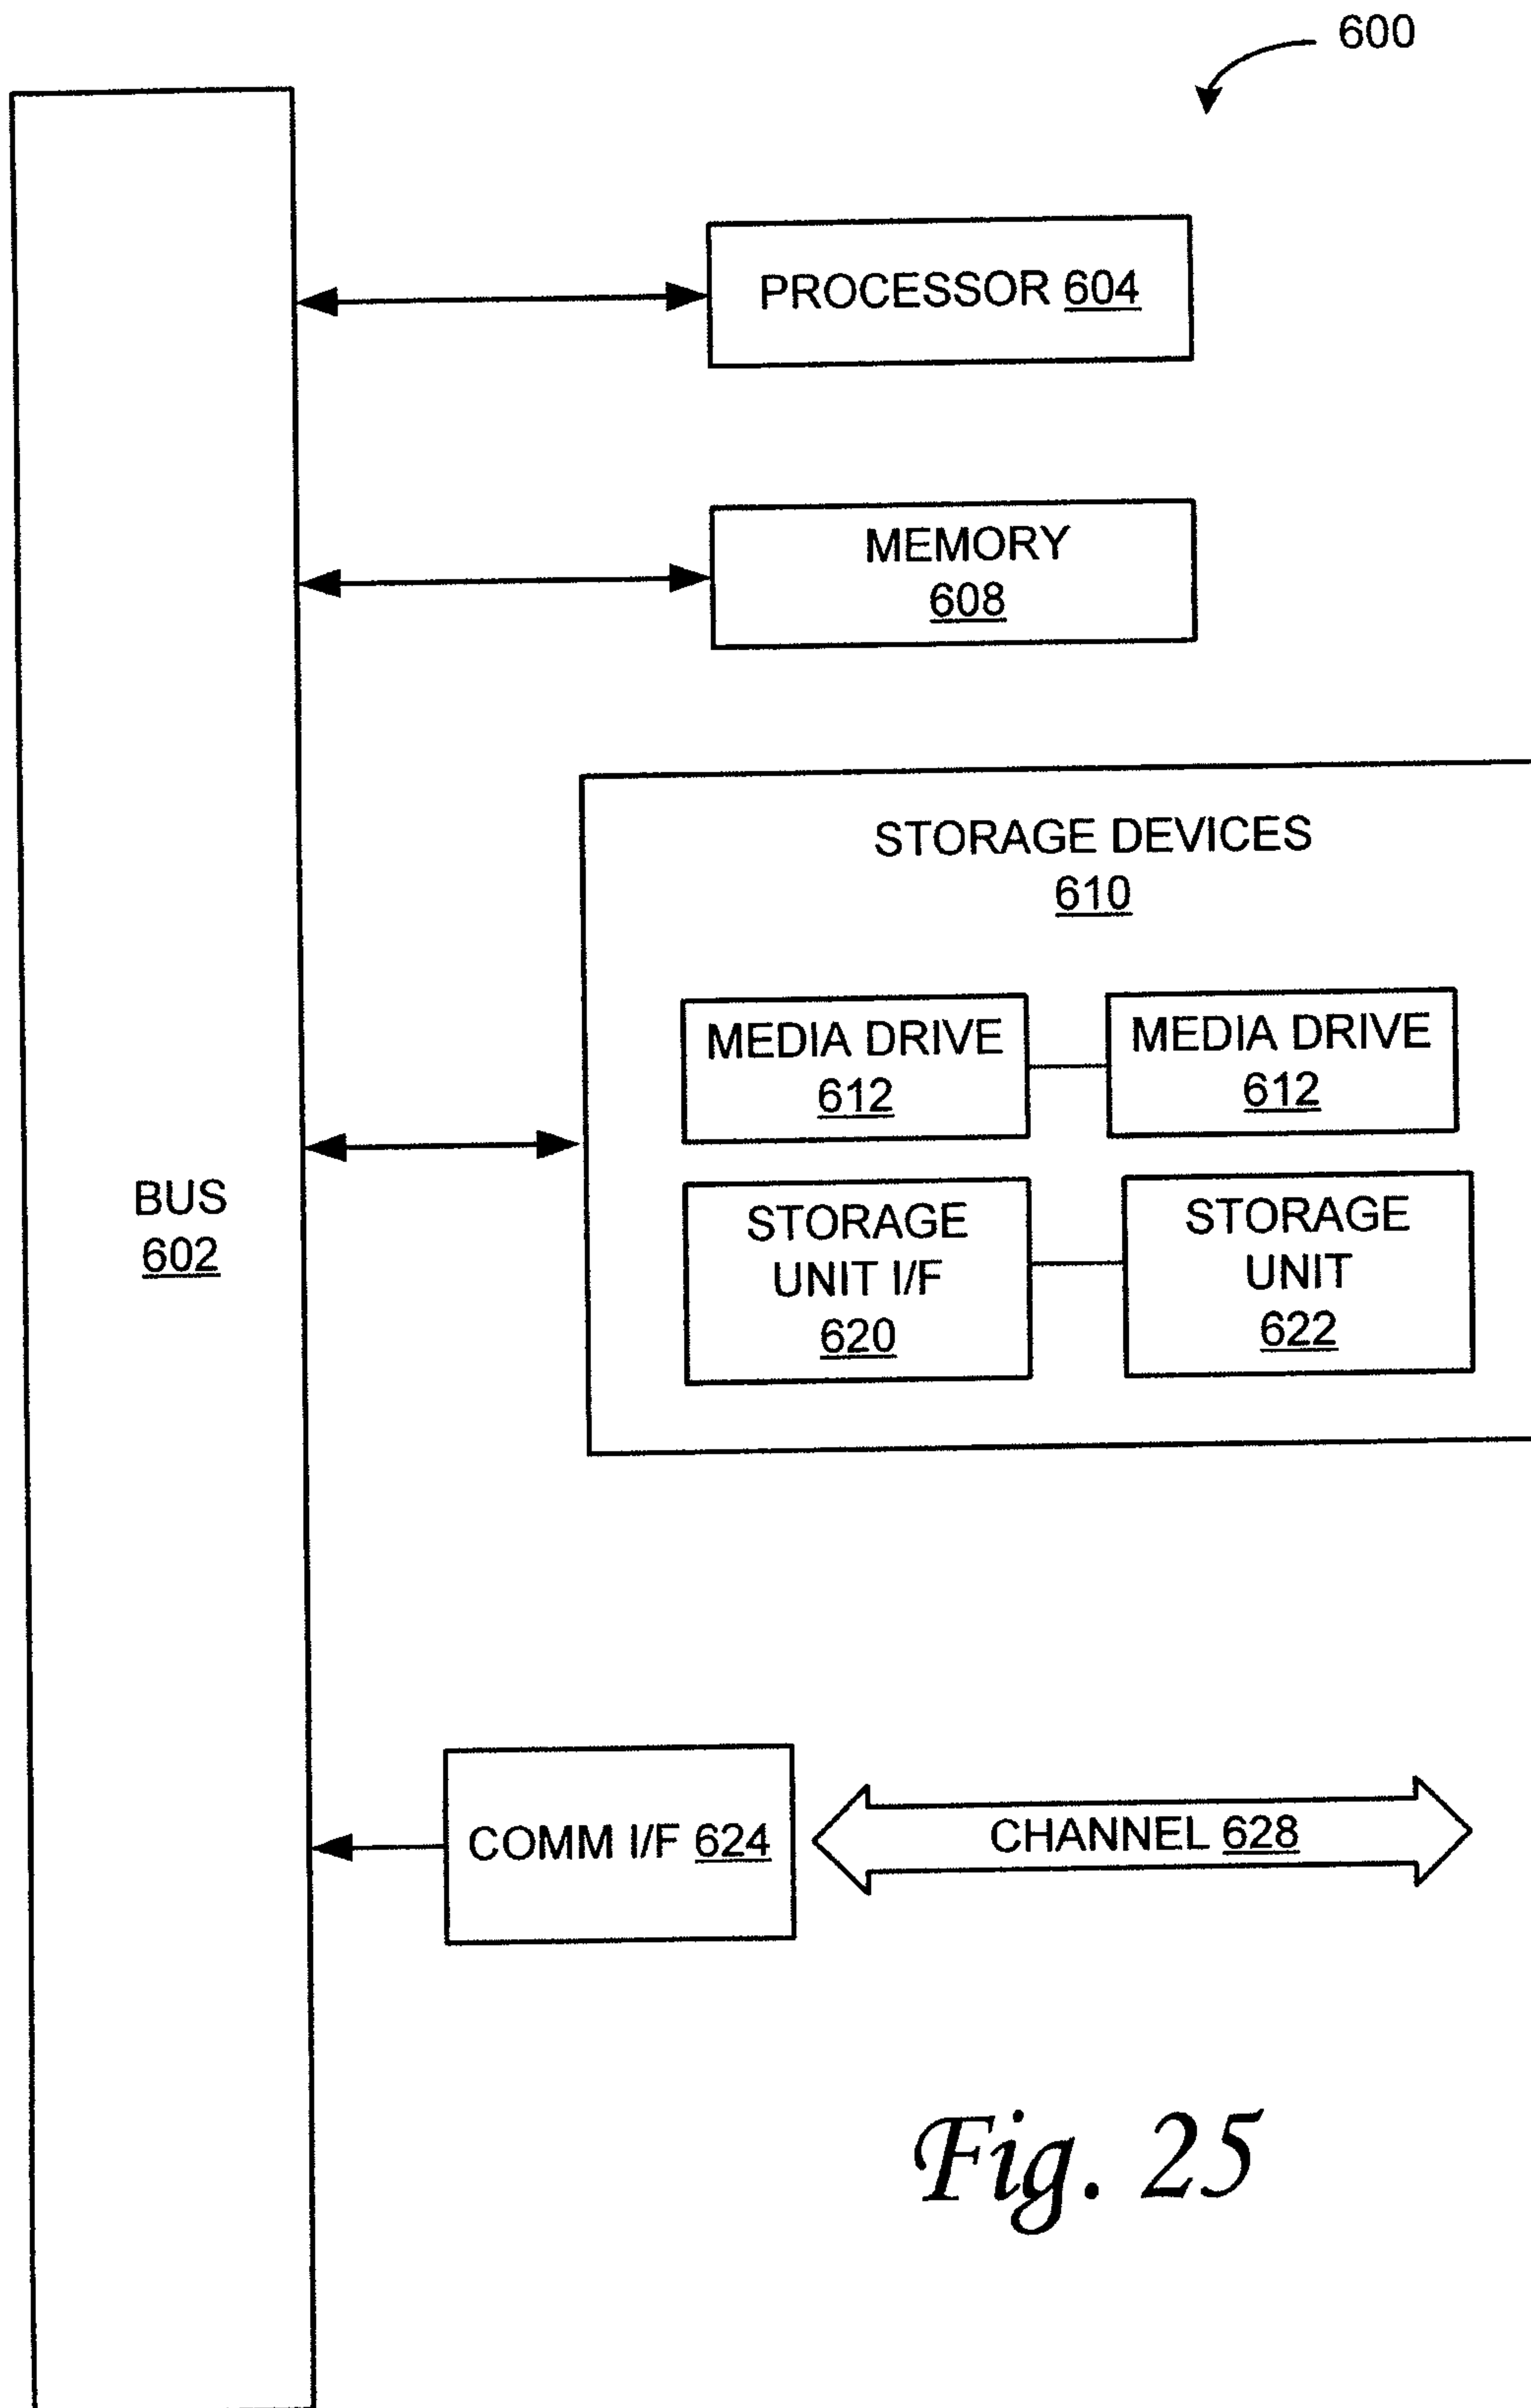 600
PROCESSOR 604
MEMORY
608
STORAGE DEVICES
610
MEDIA DRIVE
612
MEDIA DRIVE
612
BUS
602
STORAGE
UNIT I/F
620
STORAGE
UNIT
622
COMM I/F 624
CHANNEL 628
Fig. 25